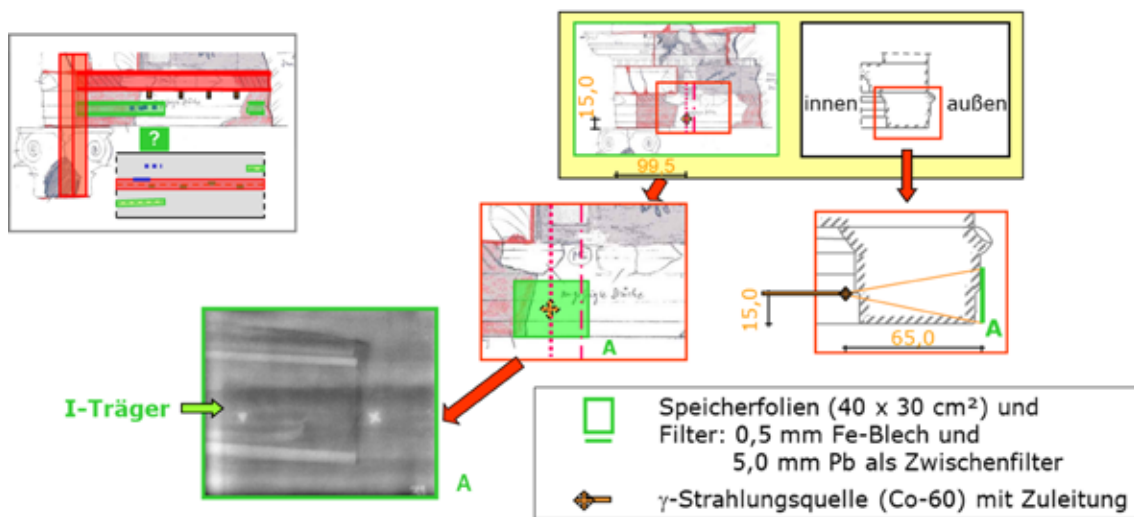 ?
15,0
99.5
innen
außen
A
15,0
65,0
A
I-Träger
A
Speicherfolien (40 x 30 cm²) und
Filter: 0,5 mm Fe-Blech und
5,0 mm Pb als Zwischenfilter
γ-Strahlungsquelle (Co-60) mit Zuleitung